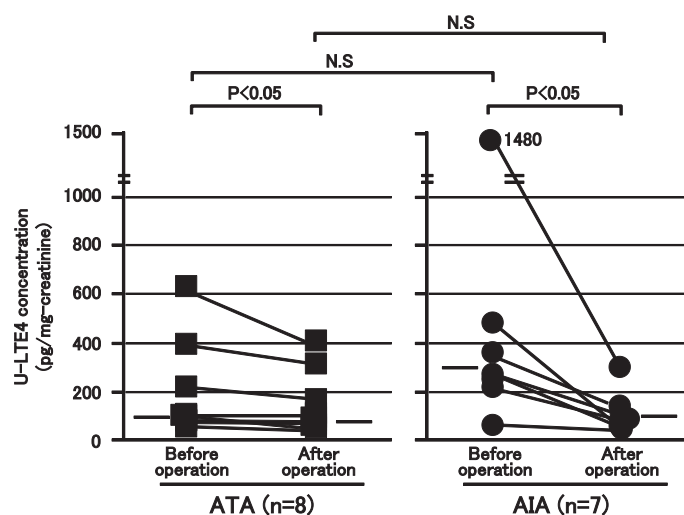 N.S
N.S
P<0.05
P<0.05
1500
1480
1000
800
600
400
200
0
U-LTE4 concentration
(pg/mg-creatinine)
Before
operation
After
operation
Before
operation
After
operation
ATA (n=8)
AIA (n=7)